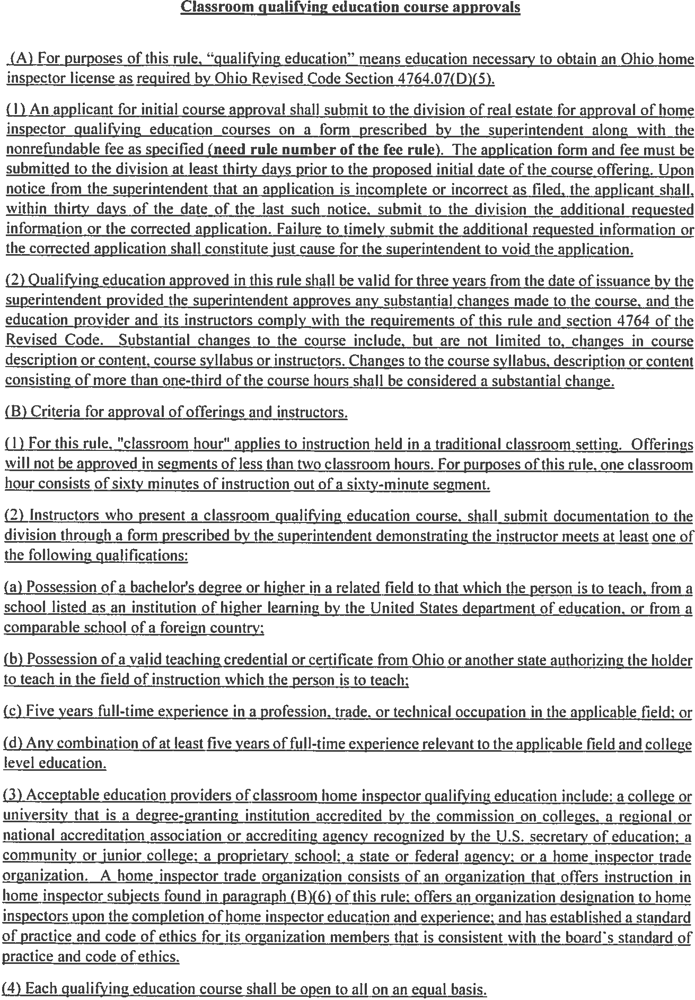 Classroom qualifying education course approvals
(A) For purposes of this rule, “qualifying education” means education necessary to obtain an Ohio home
inspector license as required by Ohio Revised Code Section 4764.07(D)(5).
(1) An applicant for initial course approval shall submit to the division of real estate for approval of home
inspector qualifying education courses on a form prescribed by the superintendent along with the
nonrefundable fee as specified (need rule number of the fee rule). The application form and fee must be
submitted to the division at least thirty days prior to the proposed initial date of the course offering. Upon
notice from the superintendent that an application is incomplete or incorrect as filed, the applicant shall,
within thirty days of the date of the last such notice, submit to the division the additional requested
information or the corrected application. Failure to timely submit the additional requested information or
the corrected application shall constitute just cause for the superintendent to void the application.
(2) Qualifying education approved in this rule shall be valid for three years from the date of issuance by the
superintendent provided the superintendent approves any substantial changes made to the course, and the
education provider and its instructors comply with the requirements of this rule and section 4764 of the
Revised Code. Substantial changes to the course include, but are not limited to, changes in course
description or content, course syllabus or instructors. Changes to the course syllabus, description or content
consisting of more than one-third of the course hours shall be considered a substantial change.
(B) Criteria for approval of offerings and instructors.
(1) For this rule, "classroom hour" applies to instruction held in a traditional classroom setting. Offerings
will not be approved in segments of less than two classroom hours. For purposes of this rule, one classroom
hour consists of sixty minutes of instruction out of a sixty-minute segment.
(2) Instructors who present a classroom qualifying education course, shall submit documentation to the
division through a form prescribed by the superintendent demonstrating the instructor meets at least one of
the following qualifications:
(a) Possession of a bachelor's degree or higher in a related field to that which the person is to teach, from a
school listed as an institution of higher learning by the United States department of education, or from a
comparable school of a foreign country;
(b) Possession of a valid teaching credential or certificate from Ohio or another state authorizing the holder
to teach in the field of instruction which the person is to teach;
(c) Five years full-time experience in a profession, trade, or technical occupation in the applicable field; or
(d) Any combination of at least five years of full-time experience relevant to the applicable field and college
level education.
(3) Acceptable education providers of classroom home inspector qualifying education include: a college or
university that is a degree-granting institution accredited by the commission on colleges, a regional or
national accreditation association or accrediting agency recognized by the U.S. secretary of education; a
community or junior college; a proprietary school; a state or federal agency; or a home inspector trade
organization. A home inspector trade organization consists of an organization that offers instruction in
home inspector subjects found in paragraph (B)(6) of this rule; offers an organization designation to home
inspectors upon the completion of home inspector education and experience; and has established a standard
of practice and code of ethics for its organization members that is consistent with the board's standard of
practice and code of ethics.
(4) Each qualifying education course shall be open to all on an equal basis.